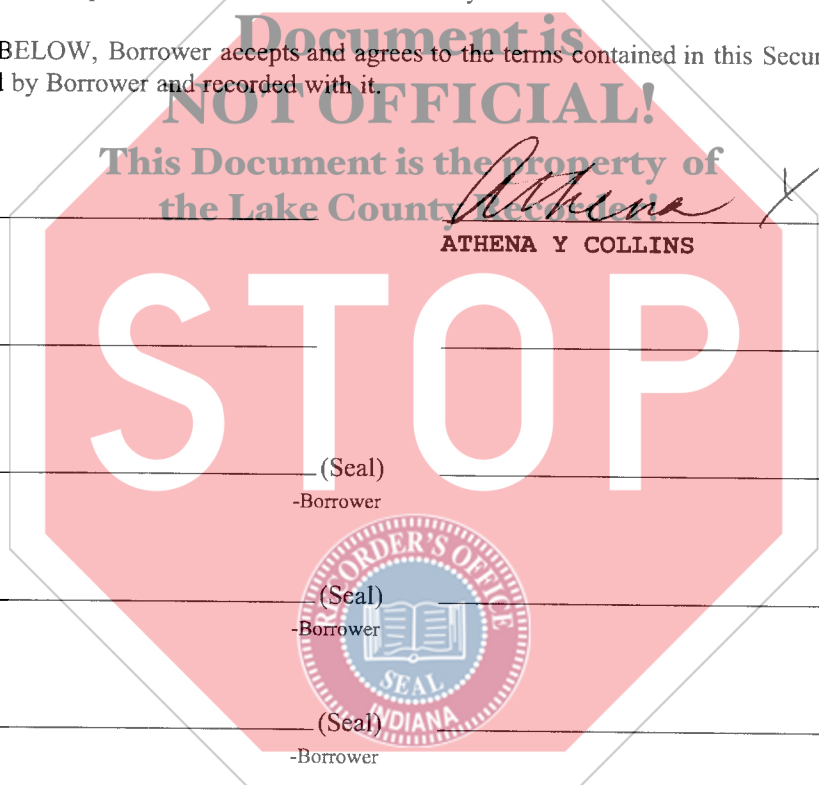 Document is
BELOW, Borrower accepts and agrees to the terms contained in this Secur
by Borrower and recorded with it.
NOT OFFICIAL!
This Document is the property of
the Lake County Recorder!
Athena Y
ATHENA Y COLLINS
STOP
(Seal)
-Borrower
RECORDER'S OFFICE
(Seal)
-Borrower
SEAL
INDIANA
(Seal)
-Borrower